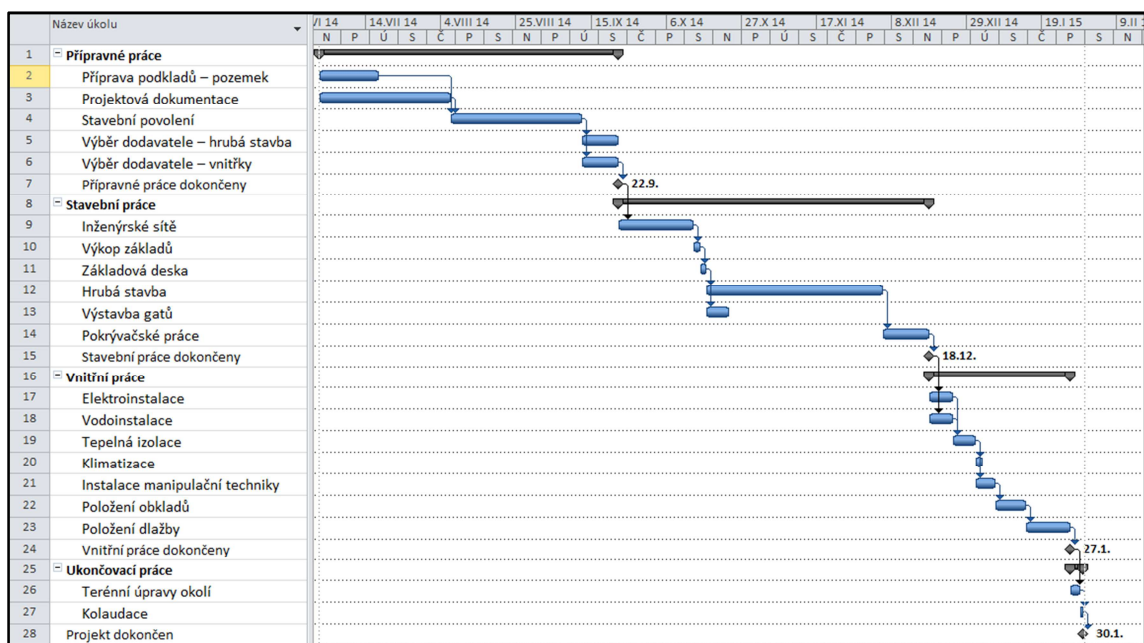 Název úkolu
VI 14 14.VII 14 4.VIII 14 25.VIII 14 15.IX 14 6.X 14 27.X 14 17.XI 14 8.XII 14 29.XII 14 19.I 15 9.II
N P Ú S Č P S N P Ú S Č P S N P Ú S Č P S N P Ú S Č P S
1 Přípravné práce
2 Příprava podkladů – pozemek
3 Projektová dokumentace
4 Stavební povolení
5 Výběr dodavatele – hrubá stavba
6 Výběr dodavatele – vnitřky
7 Přípravné práce dokončeny 22.9.
8 Stavební práce
9 Inženýrské sítě
10 Výkop základů
11 Základová deska
12 Hrubá stavba
13 Výstavba gatů
14 Pokrývačské práce
15 Stavební práce dokončeny 18.12.
16 Vnitřní práce
17 Elektroinstalace
18 Vodoinstalace
19 Tepelná izolace
20 Klimatizace
21 Instalace manipulační techniky
22 Položení obkladů
23 Položení dlažby
24 Vnitřní práce dokončeny 27.1.
25 Ukončovací práce
26 Terénní úpravy okolí
27 Kolaudace
28 Projekt dokončen 30.1.